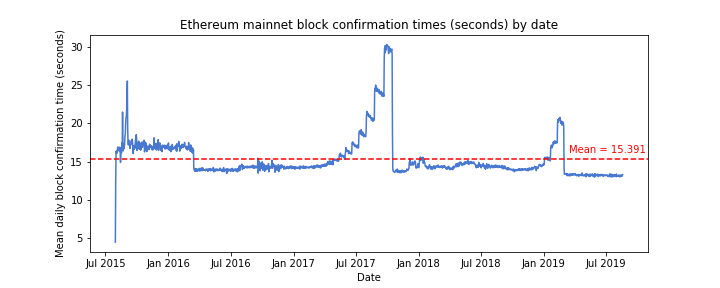 Ethereum mainnet block confirmation times (seconds) by date
Mean daily block confirmation time (seconds)
30
25
20
15
10
5
Mean = 15.391
Jul 2015
Jan 2016
Jul 2016
Jan 2017
Jul 2017
Jan 2018
Jul 2018
Jan 2019
Jul 2019
Date